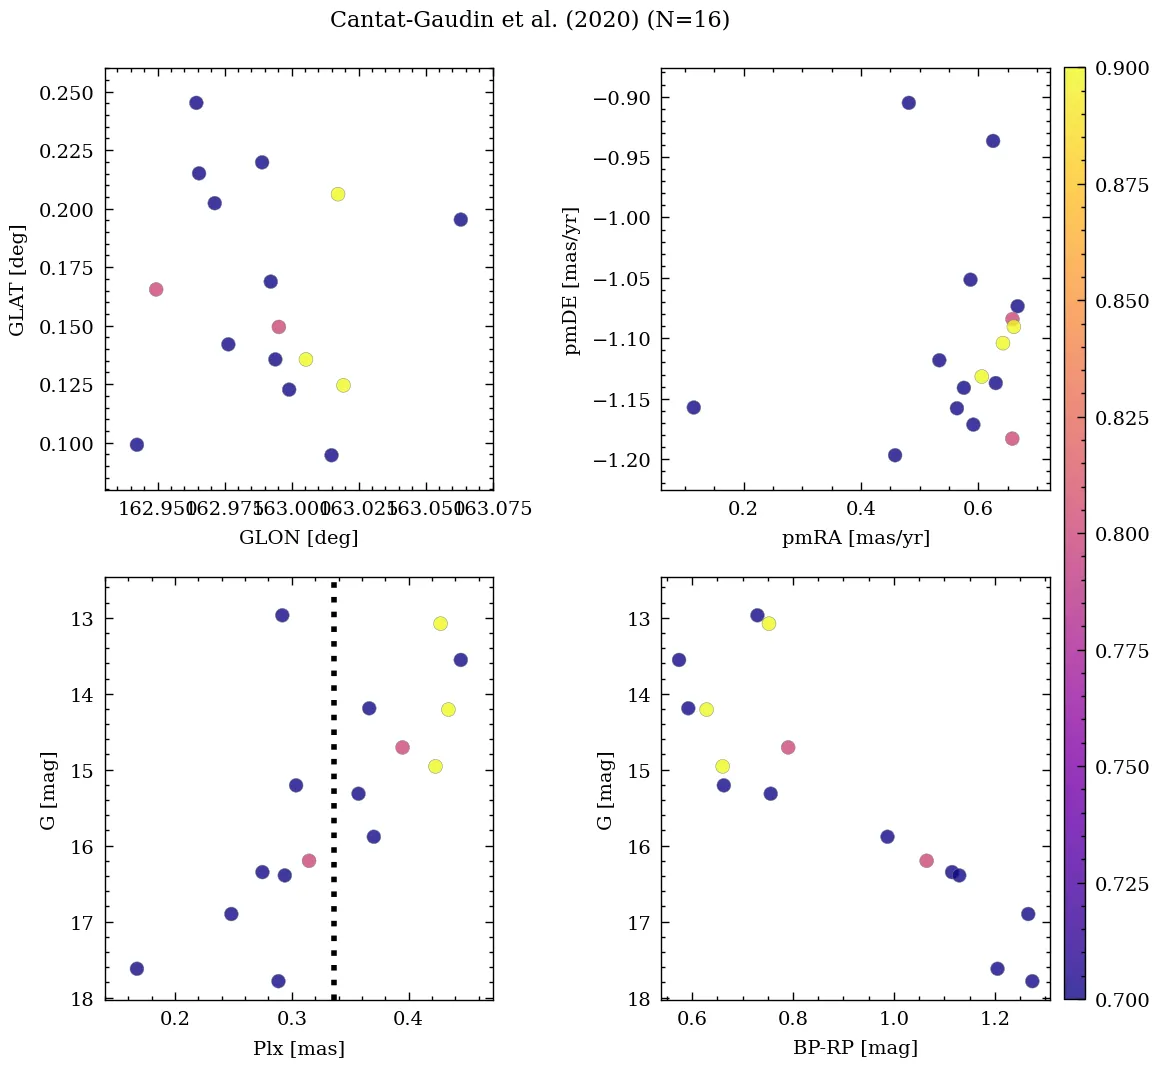 Cantat-Gaudin et al. (2020) (N=16)
0.250
0.225
0.200
0.175
0.150
0.125
0.100
GLAT [deg]
162.950 162.975 163.000 163.025 163.050 163.075
GLON [deg]
−0.90
−0.95
−1.00
−1.05
−1.10
−1.15
−1.20
pmDE [mas/yr]
0.2 0.4 0.6
pmRA [mas/yr]
13
14
15
16
17
18
G [mag]
0.2 0.3 0.4
Plx [mas]
13
14
15
16
17
18
G [mag]
0.6 0.8 1.0 1.2
BP-RP [mag]
0.900
0.875
0.850
0.825
0.800
0.775
0.750
0.725
0.700